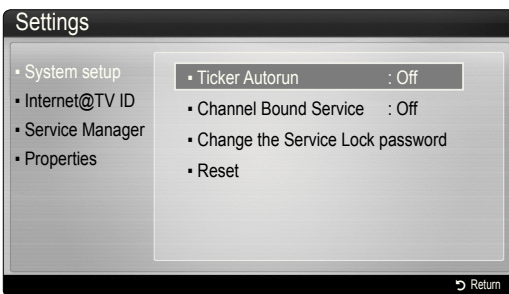 Settings
▪ System setup
▪ Internet@TV ID
▪ Service Manager
▪ Properties
▪ Ticker Autorun : Off
▪ Channel Bound Service : Off
▪ Change the Service Lock password
▪ Reset
Return